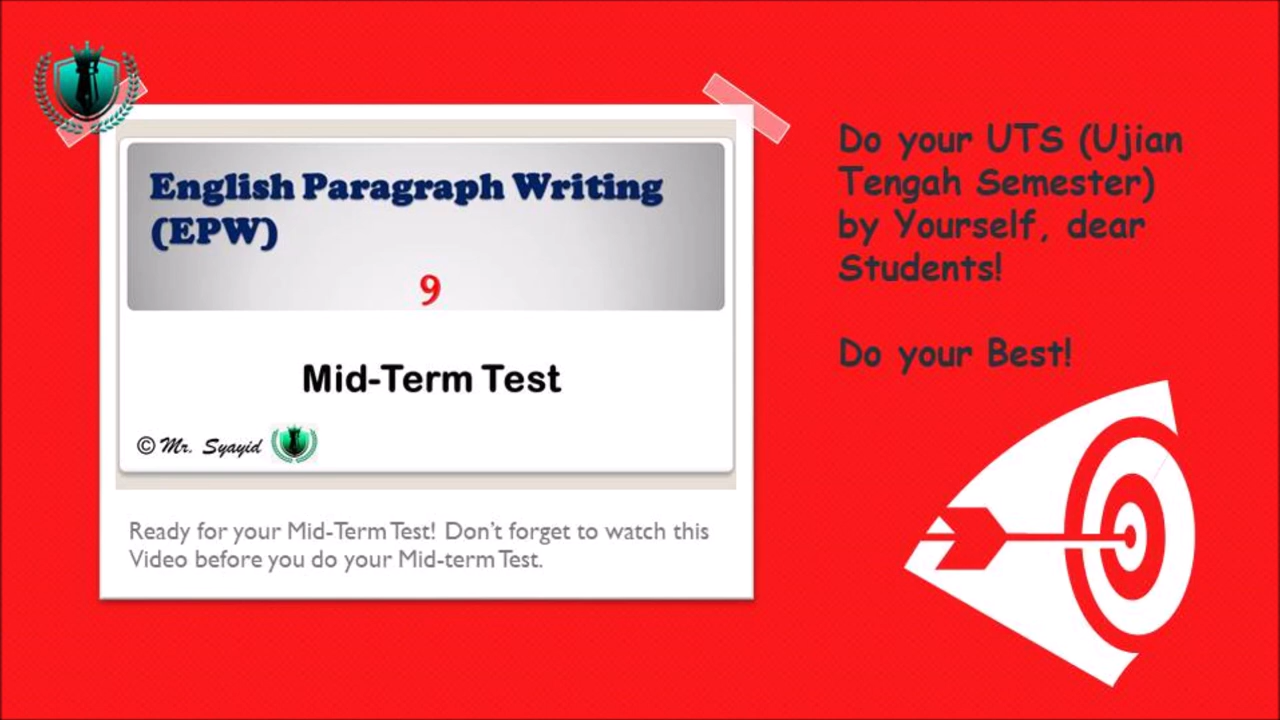 English Paragraph Writing
(EPW)
9
Mid-Term Test
© Mr. Syayid
Ready for your Mid-Term Test! Don't forget to watch this
Video before you do your Mid-term Test.
Do your UTS (Ujian
Tengah Semester)
by Yourself, dear
Students!
Do your Best!